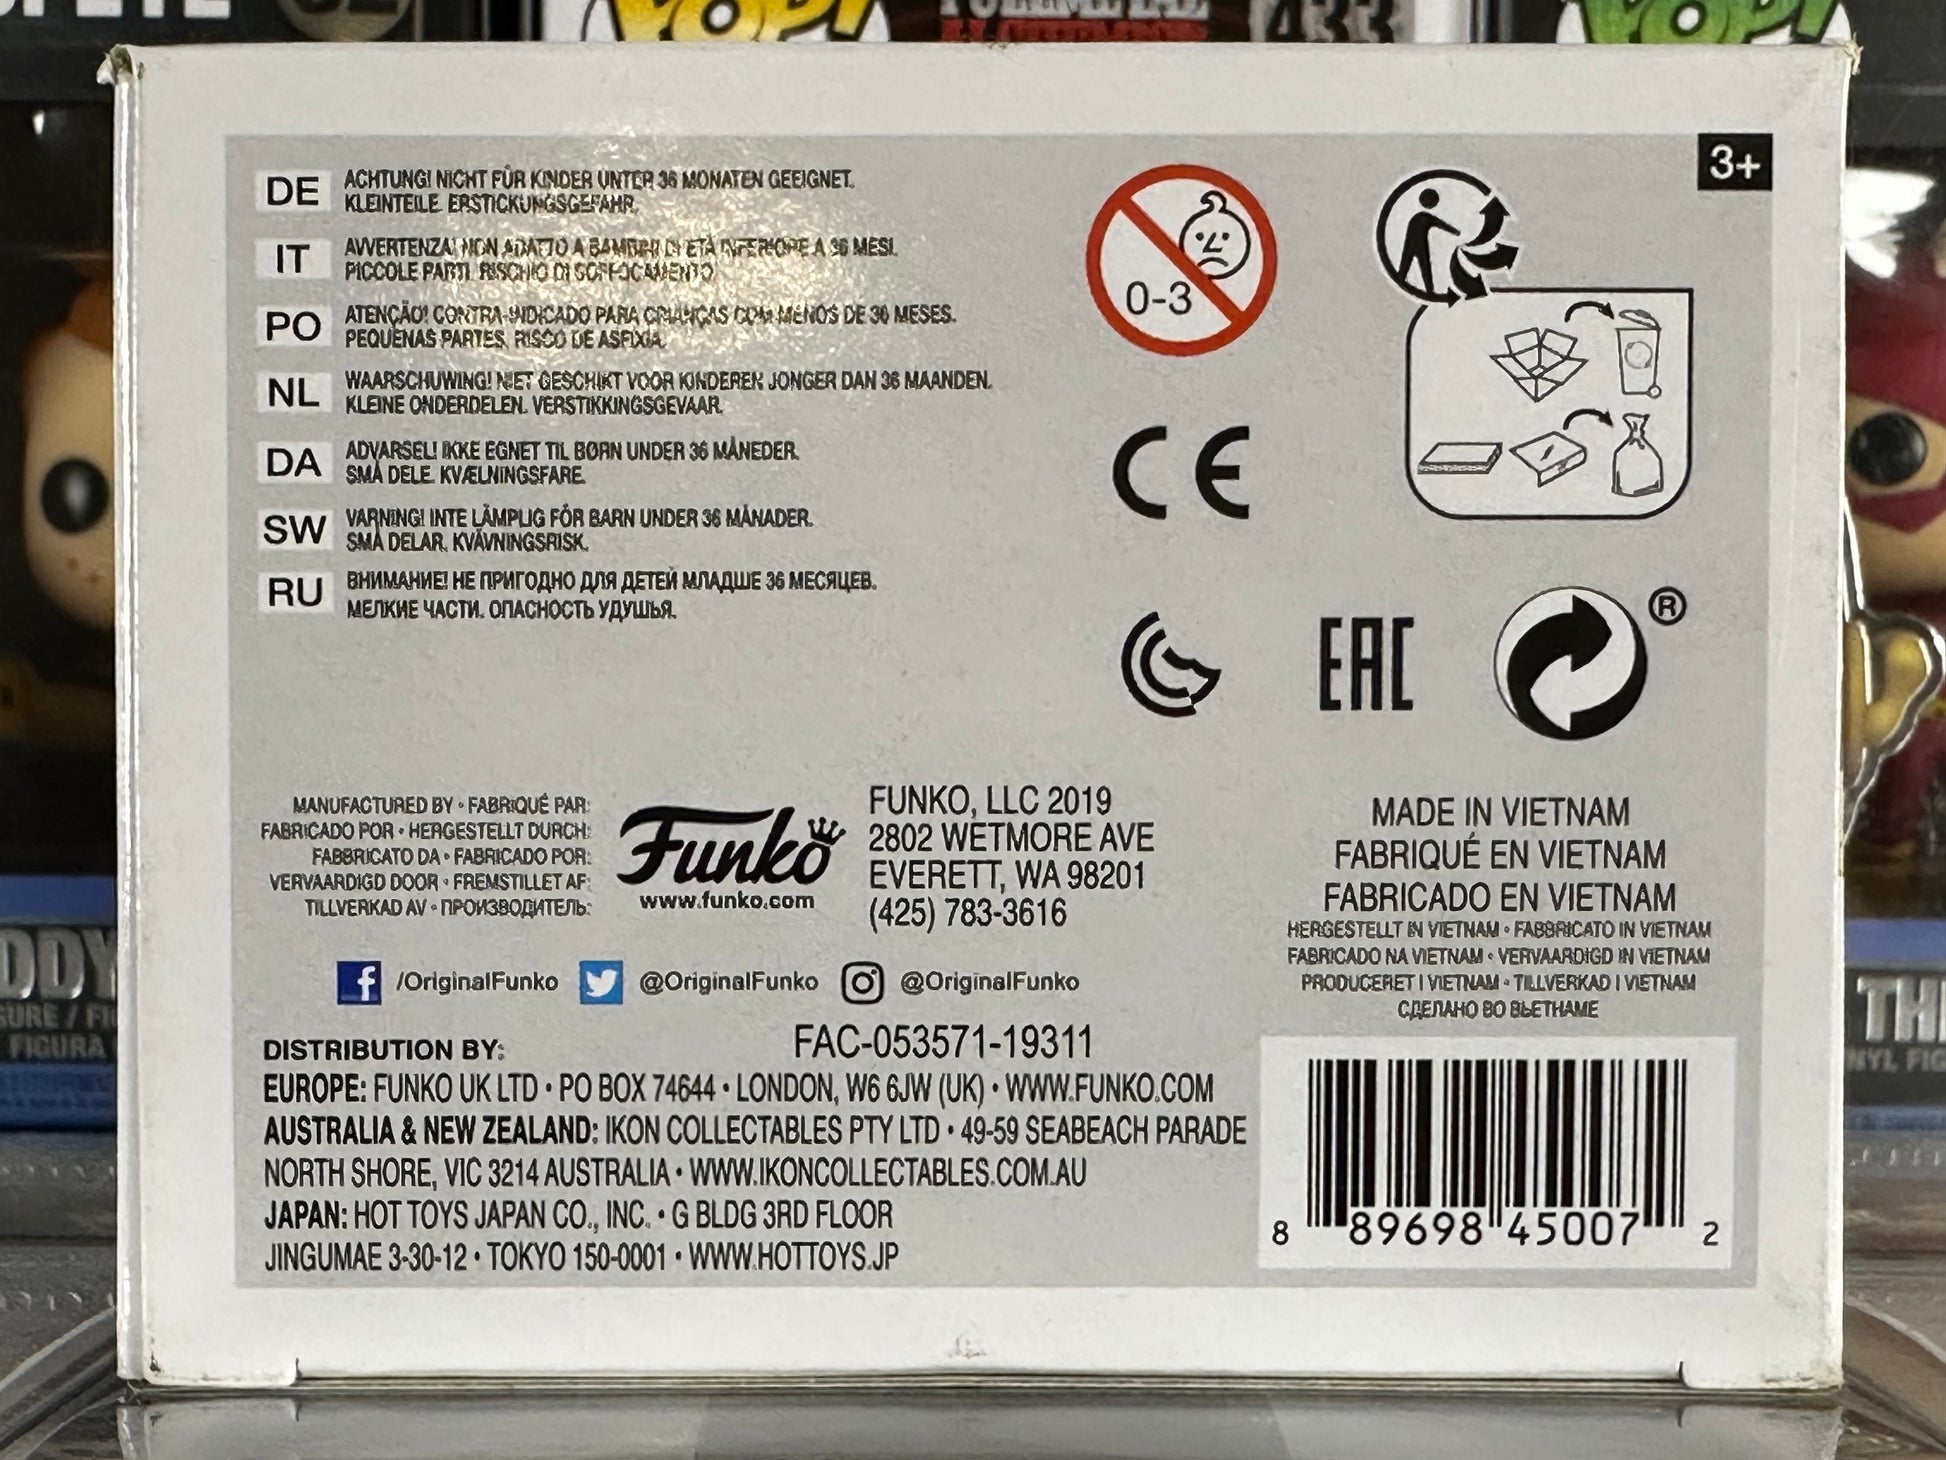 POP!
433
POP!
3+
DE
ACHTUNG! NICHT FÜR KINDER UNTER 36 MONATEN GEEIGNET.
KLEINTEILE. ERSTICKUNGSGEFAHR.
IT
AVVERTENZA! NON ADATTO A BAMBINI DI ETÀ INFERIORE A 36 MESI.
PICCOLE PARTI. RISCHIO DI SOFFOCAMENTO.
PO
ATENÇÃO! CONTRA-INDICADO PARA CRIANÇAS COM MENOS DE 36 MESES.
PEQUENAS PARTES. RISCO DE ASFIXIA.
NL
WAARSCHUWING! NIET GESCHIKT VOOR KINDEREN JONGER DAN 36 MAANDEN.
KLEINE ONDERDELEN. VERSTIKKINGSGEVAAR.
DA
ADVARSEL! IKKE EGNET TIL BØRN UNDER 36 MÅNEDER.
SMÅ DELE. KVÆLNINGSFARE.
SW
VARNING! INTE LÄMPLIG FÖR BARN UNDER 36 MÅNADER.
SMÅ DELAR. KVÄVNINGSRISK.
RU
ВНИМАНИЕ! НЕ ПРИГОДНО ДЛЯ ДЕТЕЙ МЛАДШЕ 36 МЕСЯЦЕВ.
МЕЛКИЕ ЧАСТИ. ОПАСНОСТЬ УДУШЬЯ.
0-3
CE
EAC
®
MANUFACTURED BY • FABRIQUÉ PAR:
FABRICADO POR • HERGESTELLT DURCH:
FABBRICATO DA • FABRICADO POR:
VERVAARDIGD DOOR • FREMSTILLET AF:
TILLVERKAD AV • ПРОИЗВОДИТЕЛЬ:
Funko
www.funko.com
FUNKO, LLC 2019
2802 WETMORE AVE
EVERETT, WA 98201
(425) 783-3616
MADE IN VIETNAM
FABRIQUÉ EN VIETNAM
FABRICADO EN VIETNAM
HERGESTELLT IN VIETNAM • FABBRICATO IN VIETNAM
FABRICADO NA VIETNAM • VERVAARDIGD IN VIETNAM
PRODUCERET I VIETNAM • TILLVERKAD I VIETNAM
СДЕЛАНО ВО ВЬЕТНАМЕ
/OriginalFunko @OriginalFunko @OriginalFunko
FAC-053571-19311
DISTRIBUTION BY:
EUROPE: FUNKO UK LTD • PO BOX 74644 • LONDON, W6 6JW (UK) • WWW.FUNKO.COM
AUSTRALIA & NEW ZEALAND: IKON COLLECTABLES PTY LTD • 49-59 SEABEACH PARADE
NORTH SHORE, VIC 3214 AUSTRALIA • WWW.IKONCOLLECTABLES.COM.AU
JAPAN: HOT TOYS JAPAN CO., INC. • G BLDG 3RD FLOOR
JINGUMAE 3-30-12 • TOKYO 150-0001 • WWW.HOTTOYS.JP
8 89698 45007 2